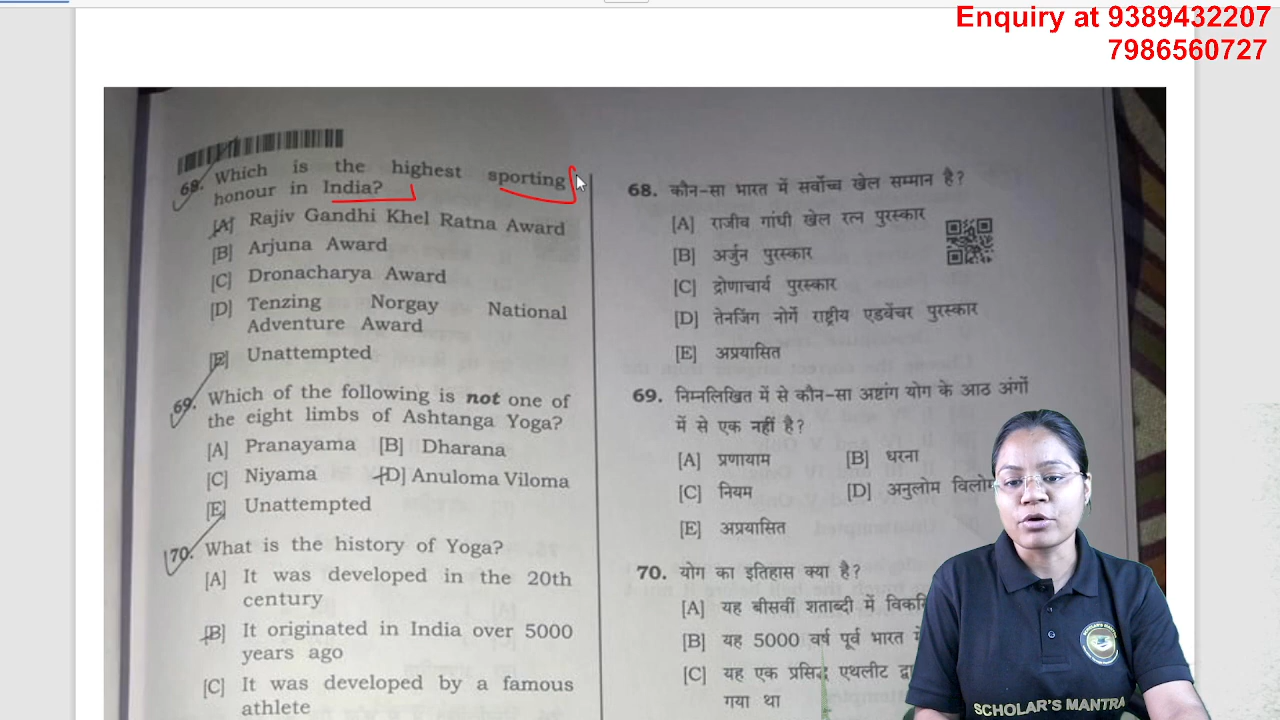 Enquiry at 9389432207
7986560727
68. Which is the highest sporting
honour in India?
[A] Rajiv Gandhi Khel Ratna Award
[B] Arjuna Award
[C] Dronacharya Award
[D] Tenzing Norgay National
Adventure Award
[E] Unattempted
69. Which of the following is not one of
the eight limbs of Ashtanga Yoga?
[A] Pranayama [B] Dharana
[C] Niyama [D] Anuloma Viloma
[E] Unattempted
70. What is the history of Yoga?
[A] It was developed in the 20th
century
[B] It originated in India over 5000
years ago
[C] It was developed by a famous
athlete
68. कौन-सा भारत में सर्वोच्च खेल सम्मान है?
[A] राजीव गांधी खेल रत्न पुरस्कार
[B] अर्जुन पुरस्कार
[C] द्रोणाचार्य पुरस्कार
[D] तेनजिंग नोर्गे राष्ट्रीय एडवेंचर पुरस्कार
[E] अप्रयासित
69. निम्नलिखित में से कौन-सा अष्टांग योग के आठ अंगों
में से एक नहीं है?
[A] प्रणायाम [B] धरना
[C] नियम [D] अनुलोम विलोम
[E] अप्रयासित
70. योग का इतिहास क्या है?
[A] यह बीसवीं शताब्दी में
[B] यह 5000 वर्ष पूर्व भारत
[C] यह एक प्रसिद्ध एथलीट
गया था
SCHOLAR'S MANTRA